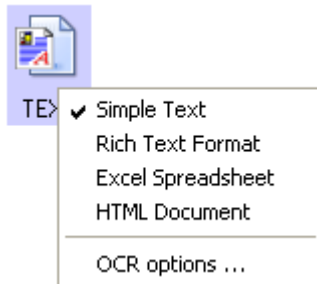 TEX
Simple Text
Rich Text Format
Excel Spreadsheet
HTML Document
OCR options ...